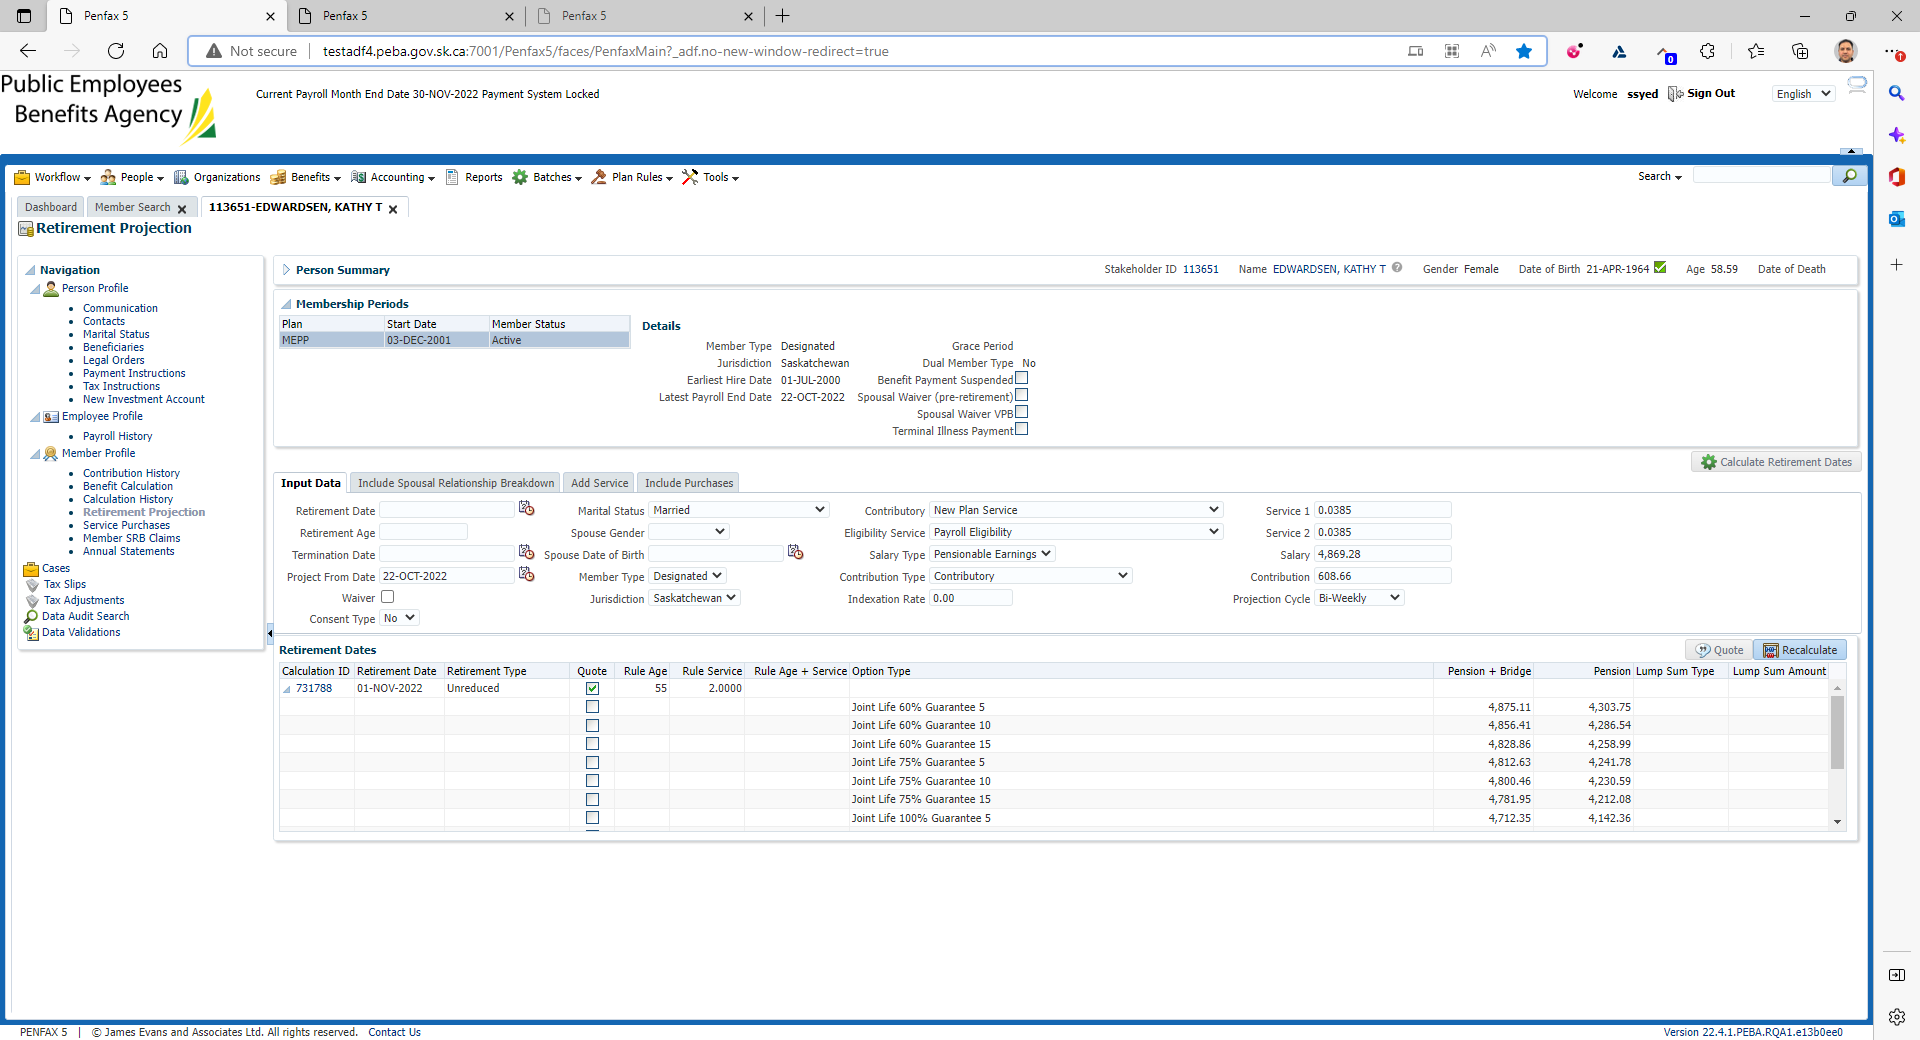 Penfax 5
Penfax 5
Penfax 5
Not secure
testadf4.peba.gov.sk.ca:7001/Penfax5/faces/PenfaxMain?_adf.no-new-window-redirect=true
0
1
Public Employees
Benefits Agency
Current Payroll Month End Date 30-NOV-2022 Payment System Locked
Welcome ssyed Sign Out English
Workflow People Organizations Benefits Accounting Reports Batches Plan Rules Tools Search
Dashboard Member Search 113651-EDWARDSEN, KATHY T
Retirement Projection
Navigation
Person Profile
Communication
Contacts
Marital Status
Beneficiaries
Legal Orders
Payment Instructions
Tax Instructions
New Investment Account
Employee Profile
Payroll History
Member Profile
Contribution History
Benefit Calculation
Calculation History
Retirement Projection
Service Purchases
Member SRB Claims
Annual Statements
Cases
Tax Slips
Tax Adjustments
Data Audit Search
Data Validations
Person Summary Stakeholder ID 113651 Name EDWARDSEN, KATHY T Gender Female Date of Birth 21-APR-1964 Age 58.59 Date of Death
Membership Periods
Plan Start Date Member Status
MEPP 03-DEC-2001 Active
Details
Member Type Designated Grace Period
Jurisdiction Saskatchewan Dual Member Type No
Earliest Hire Date 01-JUL-2000 Benefit Payment Suspended
Latest Payroll End Date 22-OCT-2022 Spousal Waiver (pre-retirement)
Spousal Waiver VPB
Terminal Illness Payment
Calculate Retirement Dates
Input Data Include Spousal Relationship Breakdown Add Service Include Purchases
Retirement Date Marital Status Married Contributory New Plan Service Service 1 0.0385
Retirement Age Spouse Gender Eligibility Service Payroll Eligibility Service 2 0.0385
Termination Date Spouse Date of Birth Salary Type Pensionable Earnings Salary 4,869.28
Project From Date 22-OCT-2022 Member Type Designated Contribution Type Contributory Contribution 608.66
Waiver Jurisdiction Saskatchewan Indexation Rate 0.00 Projection Cycle Bi-Weekly
Consent Type No
Retirement Dates Quote Recalculate
Calculation ID Retirement Date Retirement Type Quote Rule Age Rule Service Rule Age + Service Option Type Pension + Bridge Pension Lump Sum Type Lump Sum Amount
731788 01-NOV-2022 Unreduced 55 2.0000
Joint Life 60% Guarantee 5 4,875.11 4,303.75
Joint Life 60% Guarantee 10 4,856.41 4,286.54
Joint Life 60% Guarantee 15 4,828.86 4,258.99
Joint Life 75% Guarantee 5 4,812.63 4,241.78
Joint Life 75% Guarantee 10 4,800.46 4,230.59
Joint Life 75% Guarantee 15 4,781.95 4,212.08
Joint Life 100% Guarantee 5 4,712.35 4,142.36
PENFAX 5 | © James Evans and Associates Ltd. All rights reserved. Contact Us Version 22.4.1.PEBA.RQA1.e13b0ee0